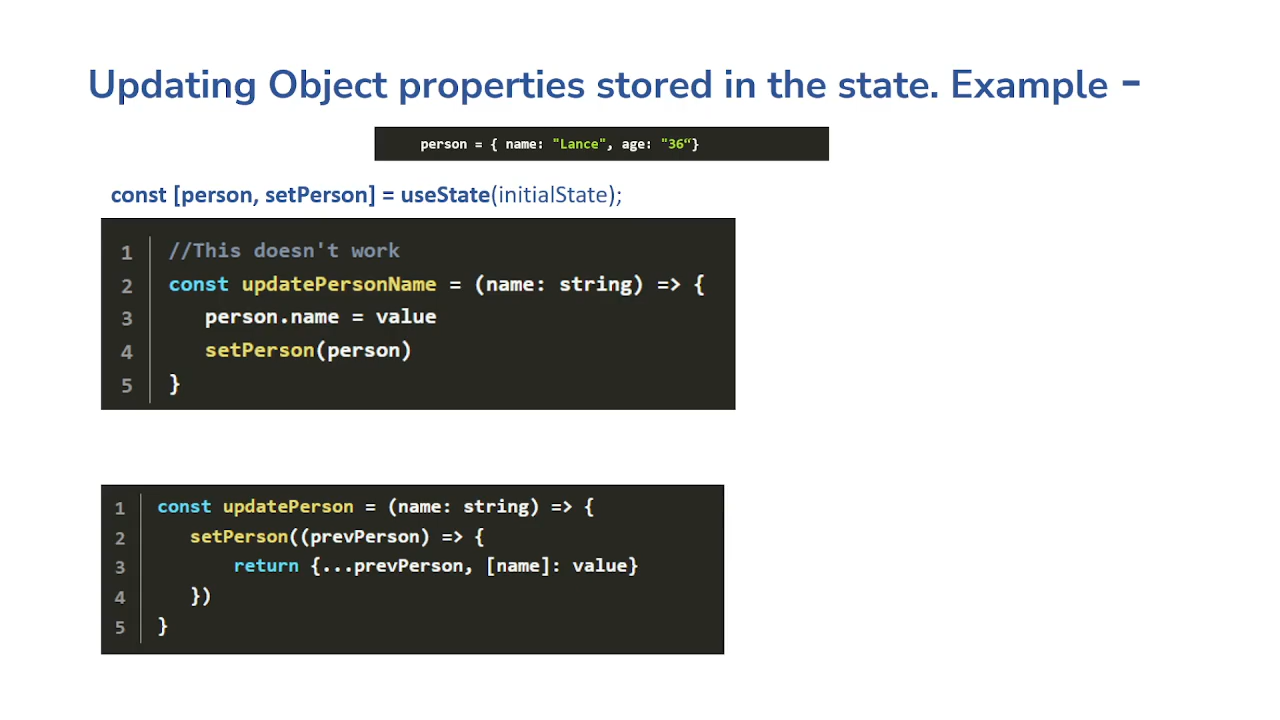 Updating Object properties stored in the state. Example -
person = { name: "Lance", age: "36“}
const [person, setPerson] = useState(initialState);
1 //This doesn't work
2 const updatePersonName = (name: string) => {
3 person.name = value
4 setPerson(person)
5 }
1 const updatePerson = (name: string) => {
2 setPerson((prevPerson) => {
3 return {...prevPerson, [name]: value}
4 })
5 }